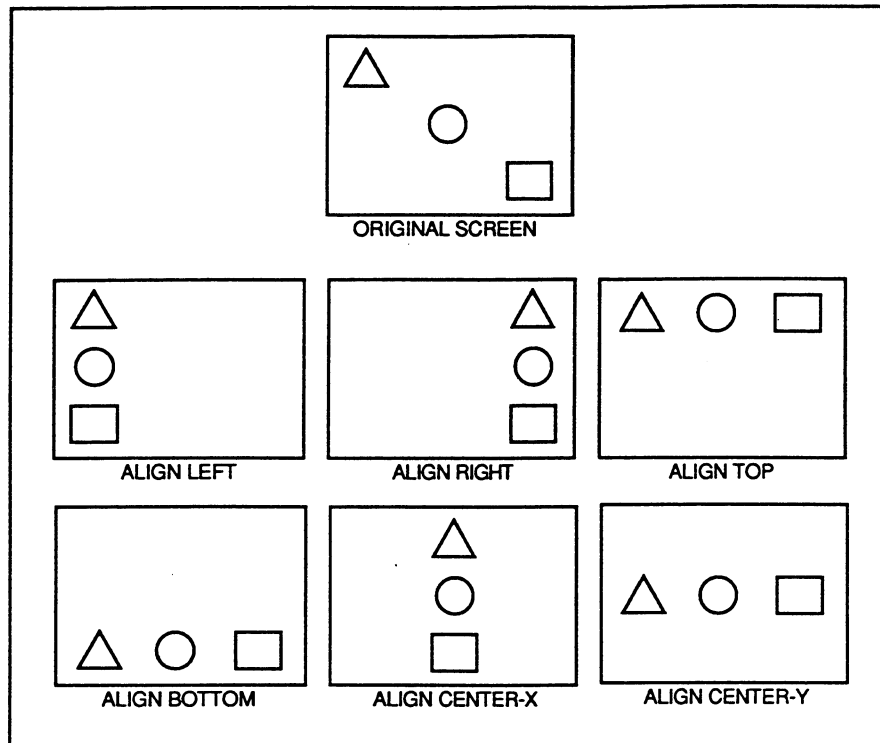 ORIGINAL SCREEN
ALIGN LEFT
ALIGN RIGHT
ALIGN TOP
ALIGN BOTTOM
ALIGN CENTER-X
ALIGN CENTER-Y